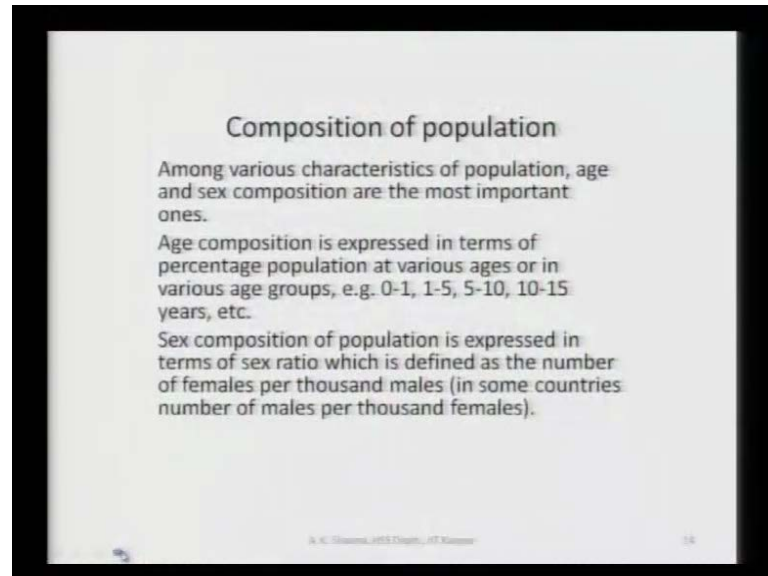 Composition of population
Among various characteristics of population, age
and sex composition are the most important
ones.
Age composition is expressed in terms of
percentage population at various ages or in
various age groups, e.g. 0-1, 1-5, 5-10, 10-15
years, etc.
Sex composition of population is expressed in
terms of sex ratio which is defined as the number
of females per thousand males (in some countries
number of males per thousand females).